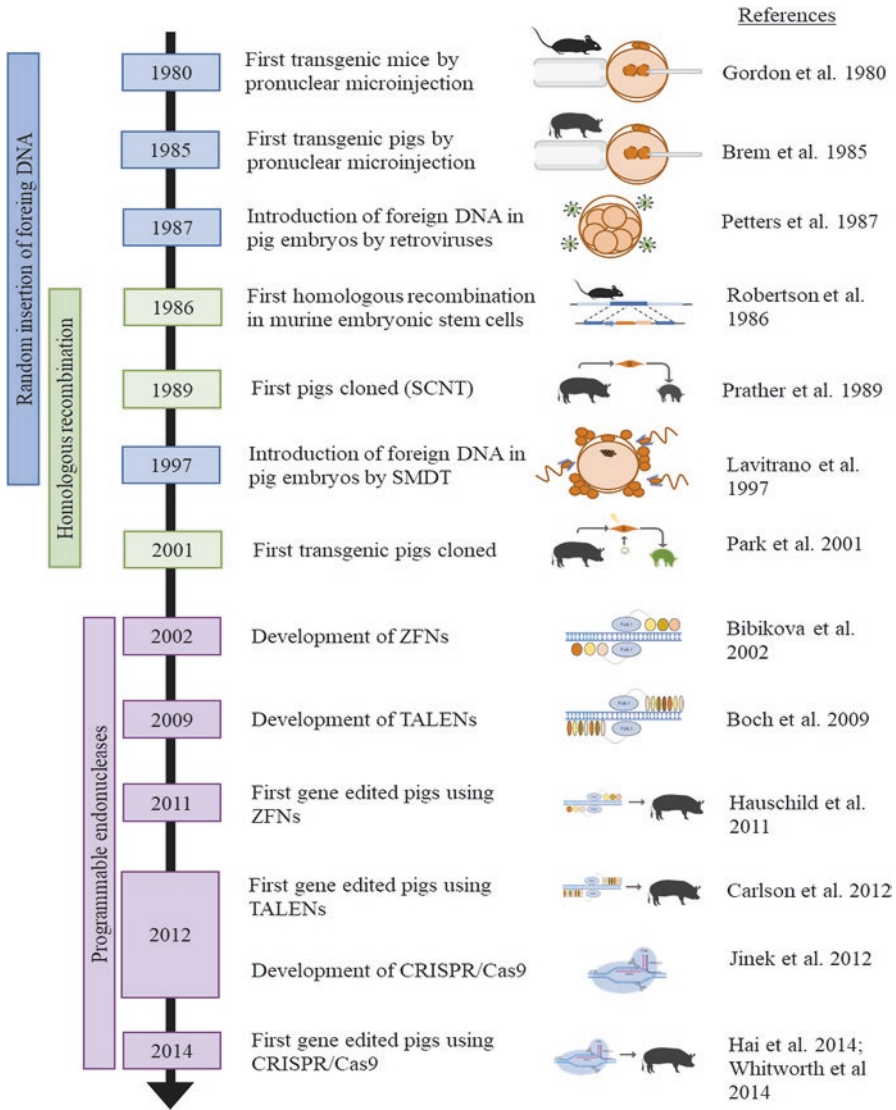 References
1980
First transgenic mice by
pronuclear microinjection
Gordon et al. 1980
1985
First transgenic pigs by
pronuclear microinjection
Brem et al. 1985
1987
Introduction of foreign DNA in
pig embryos by retroviruses
Petters et al. 1987
Random insertion of foreing DNA
1986
First homologous recombination
in murine embryonic stem cells
Robertson et al.
1986
Homologous recombination
1989
First pigs cloned (SCNT)
Prather et al. 1989
1997
Introduction of foreign DNA in
pig embryos by SMDT
Lavitrano et al.
1997
2001
First transgenic pigs cloned
Park et al. 2001
2002
Development of ZFNs
Bibikova et al.
2002
2009
Development of TALENs
Boch et al. 2009
Programmable endonucleases
2011
First gene edited pigs using
ZFNs
Hauschild et al.
2011
2012
First gene edited pigs using
TALENs
Carlson et al. 2012
Development of CRISPR/Cas9
Jinek et al. 2012
2014
First gene edited pigs using
CRISPR/Cas9
Hai et al. 2014;
Whitworth et al
2014